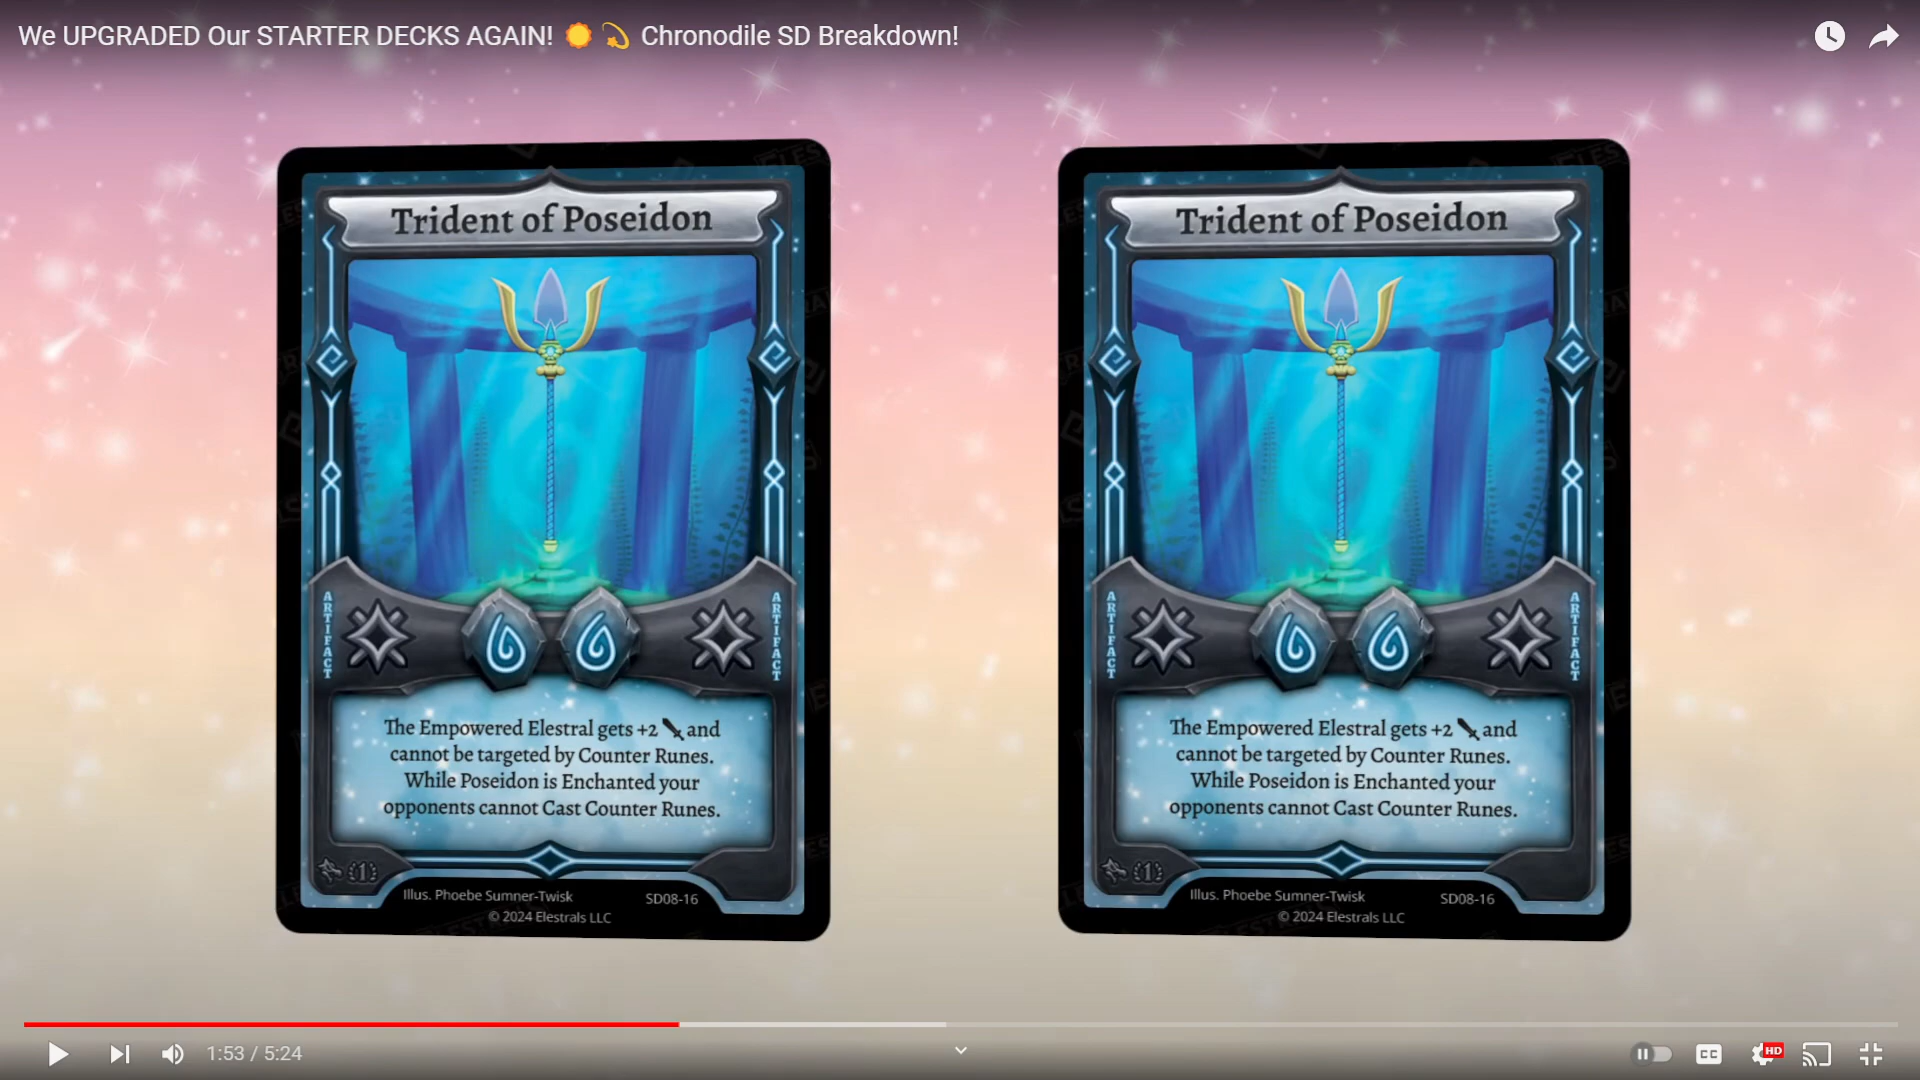 We UPGRADED Our STARTER DECKS AGAIN! Chronodile SD Breakdown!
Trident of Poseidon
ARTIFACT
ARTIFACT
The Empowered Elestral gets +2 and
cannot be targeted by Counter Runes.
While Poseidon is Enchanted your
opponents cannot Cast Counter Runes.
1
Illus. Phoebe Sumner-Twisk
SD08-16
© 2024 Elestrals LLC
Trident of Poseidon
ARTIFACT
ARTIFACT
The Empowered Elestral gets +2 and
cannot be targeted by Counter Runes.
While Poseidon is Enchanted your
opponents cannot Cast Counter Runes.
1
Illus. Phoebe Sumner-Twisk
SD08-16
© 2024 Elestrals LLC
1:53 / 5:24
CC
HD